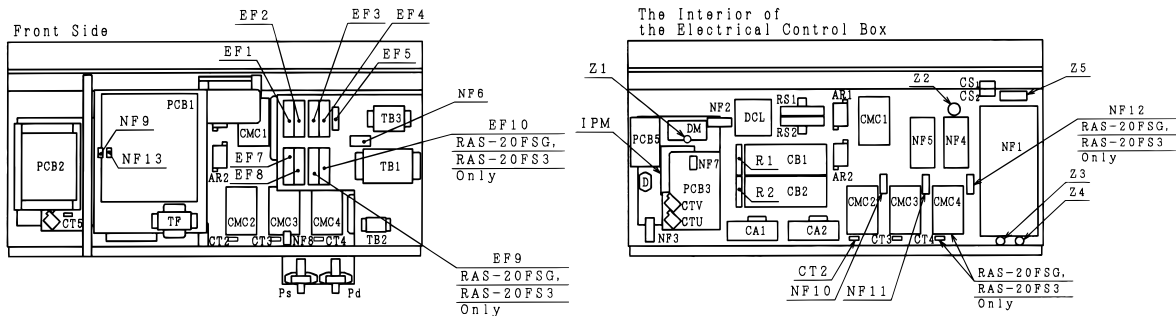 Front Side
EF2
EF3
EF4
EF1
EF5
NF6
PCB1
NF9
CMC1
TB3
EF10
RAS-20FSG,
RAS-20FS3
Only
PCB2
NF13
AR2
EF7
EF8
TB1
CT5
TF
CMC2
CMC3
CMC4
CT2
CT3
NF8
CT4
TB2
EF9
RAS-20FSG,
RAS-20FS3
Only
Ps
Pd
The Interior of
the Electrical Control Box
Z1
Z2
CS1
CS2
Z5
IPM
NF2
RS1
AR1
NF12
RAS-20FSG,
RAS-20FS3
Only
PCB5
DM
DCL
RS2
CMC1
NF5
NF4
NF1
NF7
R1
CB1
AR2
D
PCB3
R2
CB2
CTV
CTU
CMC2
CMC3
CMC4
Z3
Z4
NF3
CA1
CA2
CT3
CT4
CT2
NF10
NF11
RAS-20FSG,
RAS-20FS3
Only